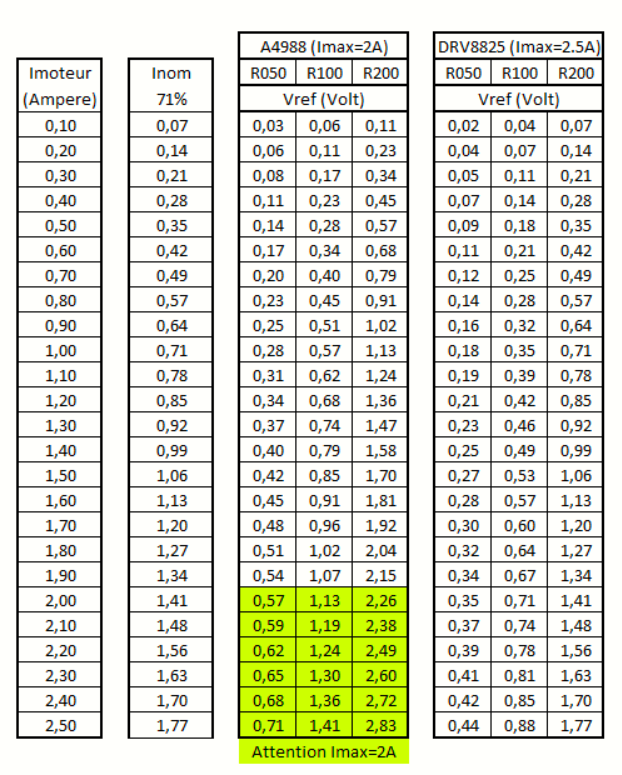 A4988 (Imax=2A) DRV8825 (Imax=2.5A)
Imoteur Inom R050 R100 R200 R050 R100 R200
(Ampere) 71% Vref (Volt) Vref (Volt)
0,10 0,07 0,03 0,06 0,11 0,02 0,04 0,07
0,20 0,14 0,06 0,11 0,23 0,04 0,07 0,14
0,30 0,21 0,08 0,17 0,34 0,05 0,11 0,21
0,40 0,28 0,11 0,23 0,45 0,07 0,14 0,28
0,50 0,35 0,14 0,28 0,57 0,09 0,18 0,35
0,60 0,42 0,17 0,34 0,68 0,11 0,21 0,42
0,70 0,49 0,20 0,40 0,79 0,12 0,25 0,49
0,80 0,57 0,23 0,45 0,91 0,14 0,28 0,57
0,90 0,64 0,25 0,51 1,02 0,16 0,32 0,64
1,00 0,71 0,28 0,57 1,13 0,18 0,35 0,71
1,10 0,78 0,31 0,62 1,24 0,19 0,39 0,78
1,20 0,85 0,34 0,68 1,36 0,21 0,42 0,85
1,30 0,92 0,37 0,74 1,47 0,23 0,46 0,92
1,40 0,99 0,40 0,79 1,58 0,25 0,49 0,99
1,50 1,06 0,42 0,85 1,70 0,27 0,53 1,06
1,60 1,13 0,45 0,91 1,81 0,28 0,57 1,13
1,70 1,20 0,48 0,96 1,92 0,30 0,60 1,20
1,80 1,27 0,51 1,02 2,04 0,32 0,64 1,27
1,90 1,34 0,54 1,07 2,15 0,34 0,67 1,34
2,00 1,41 0,57 1,13 2,26 0,35 0,71 1,41
2,10 1,48 0,59 1,19 2,38 0,37 0,74 1,48
2,20 1,56 0,62 1,24 2,49 0,39 0,78 1,56
2,30 1,63 0,65 1,30 2,60 0,41 0,81 1,63
2,40 1,70 0,68 1,36 2,72 0,42 0,85 1,70
2,50 1,77 0,71 1,41 2,83 0,44 0,88 1,77
Attention Imax=2A